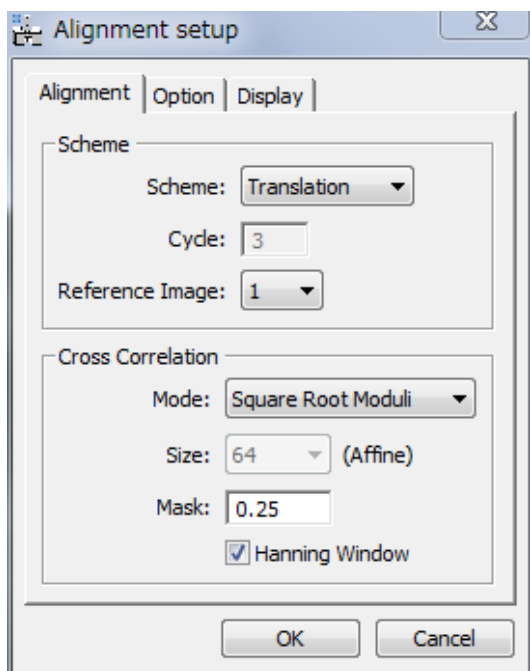 Alignment setup
Alignment Option Display
Scheme
Scheme: Translation
Cycle: 3
Reference Image: 1
Cross Correlation
Mode: Square Root Moduli
Size: 64 (Affine)
Mask: 0.25
Hanning Window
OK Cancel